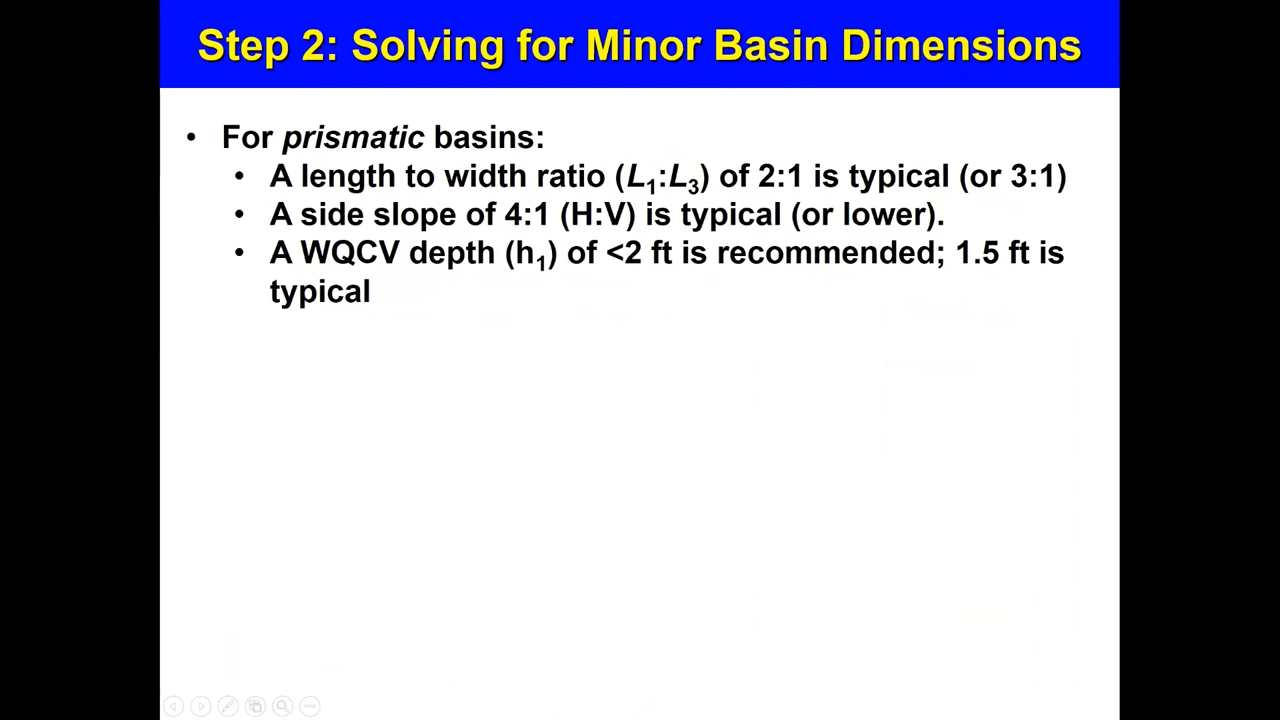 Step 2: Solving for Minor Basin Dimensions
• For prismatic basins:
• A length to width ratio (L₁:L₃) of 2:1 is typical (or 3:1)
• A side slope of 4:1 (H:V) is typical (or lower).
• A WQCV depth (h₁) of <2 ft is recommended; 1.5 ft is
typical